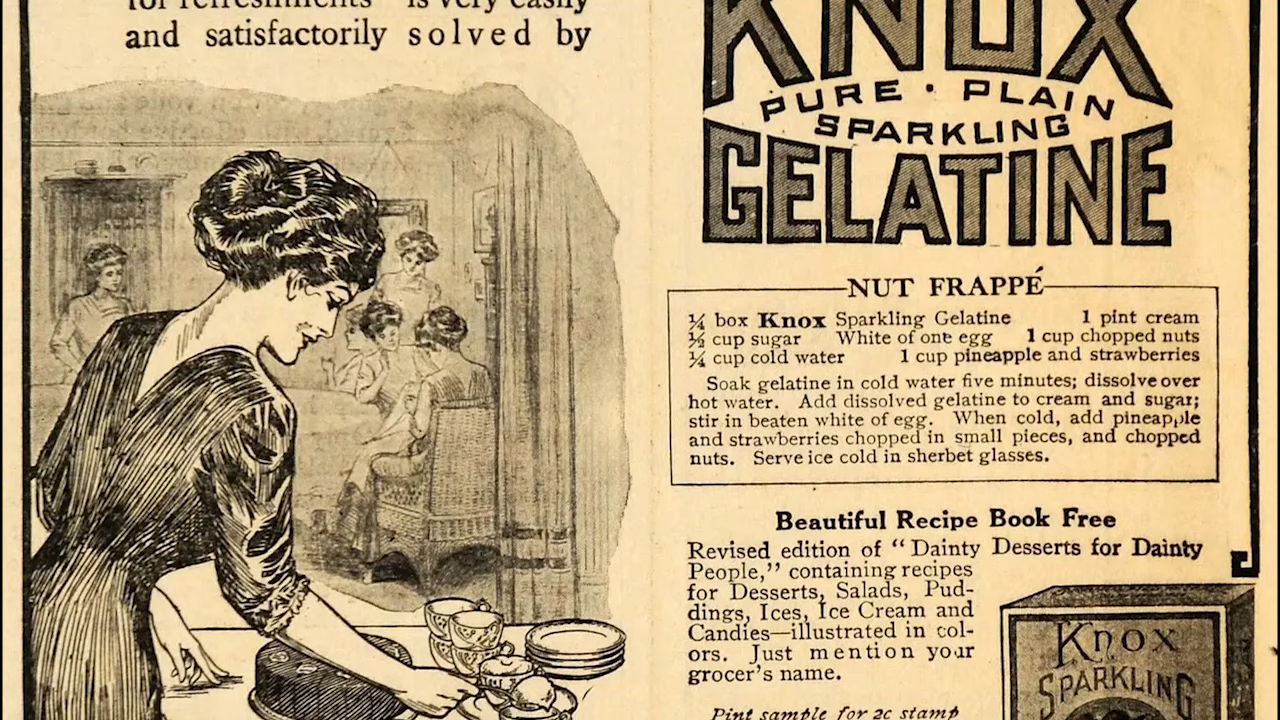 for refreshments" is very easily
and satisfactorily solved by
KNOX
PURE · PLAIN
SPARKLING
GELATINE
NUT FRAPPÉ
¼ box Knox Sparkling Gelatine 1 pint cream
½ cup sugar White of one egg 1 cup chopped nuts
¼ cup cold water 1 cup pineapple and strawberries
Soak gelatine in cold water five minutes; dissolve over
hot water. Add dissolved gelatine to cream and sugar;
stir in beaten white of egg. When cold, add pineapple
and strawberries chopped in small pieces, and chopped
nuts. Serve ice cold in sherbet glasses.
Beautiful Recipe Book Free
Revised edition of "Dainty Desserts for Dainty
People," containing recipes
for Desserts, Salads, Pud-
dings, Ices, Ice Cream and
Candies—illustrated in col-
ors. Just mention your
grocer's name.
Pint sample for 2c stamp
Knox
SPARKLING